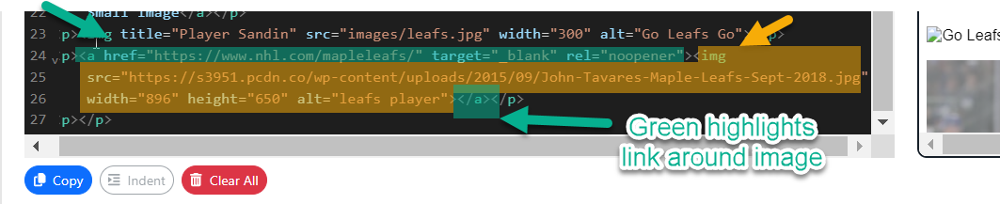 22 Small Image</a></p>
23 p><img title="Player Sandin" src="images/leafs.jpg" width="300" alt="Go Leafs Go"></p>
24 p><a href="https://www.nhl.com/mapleleafs/" target="_blank" rel="noopener"><img
25 src="https://s3951.pcdn.co/wp-content/uploads/2015/09/John-Tavares-Maple-Leafs-Sept-2018.jpg"
26 width="896" height="650" alt="leafs player"></a></p>
27 p></p>
Go Leafs
Green highlights
link around image
Copy Indent Clear All